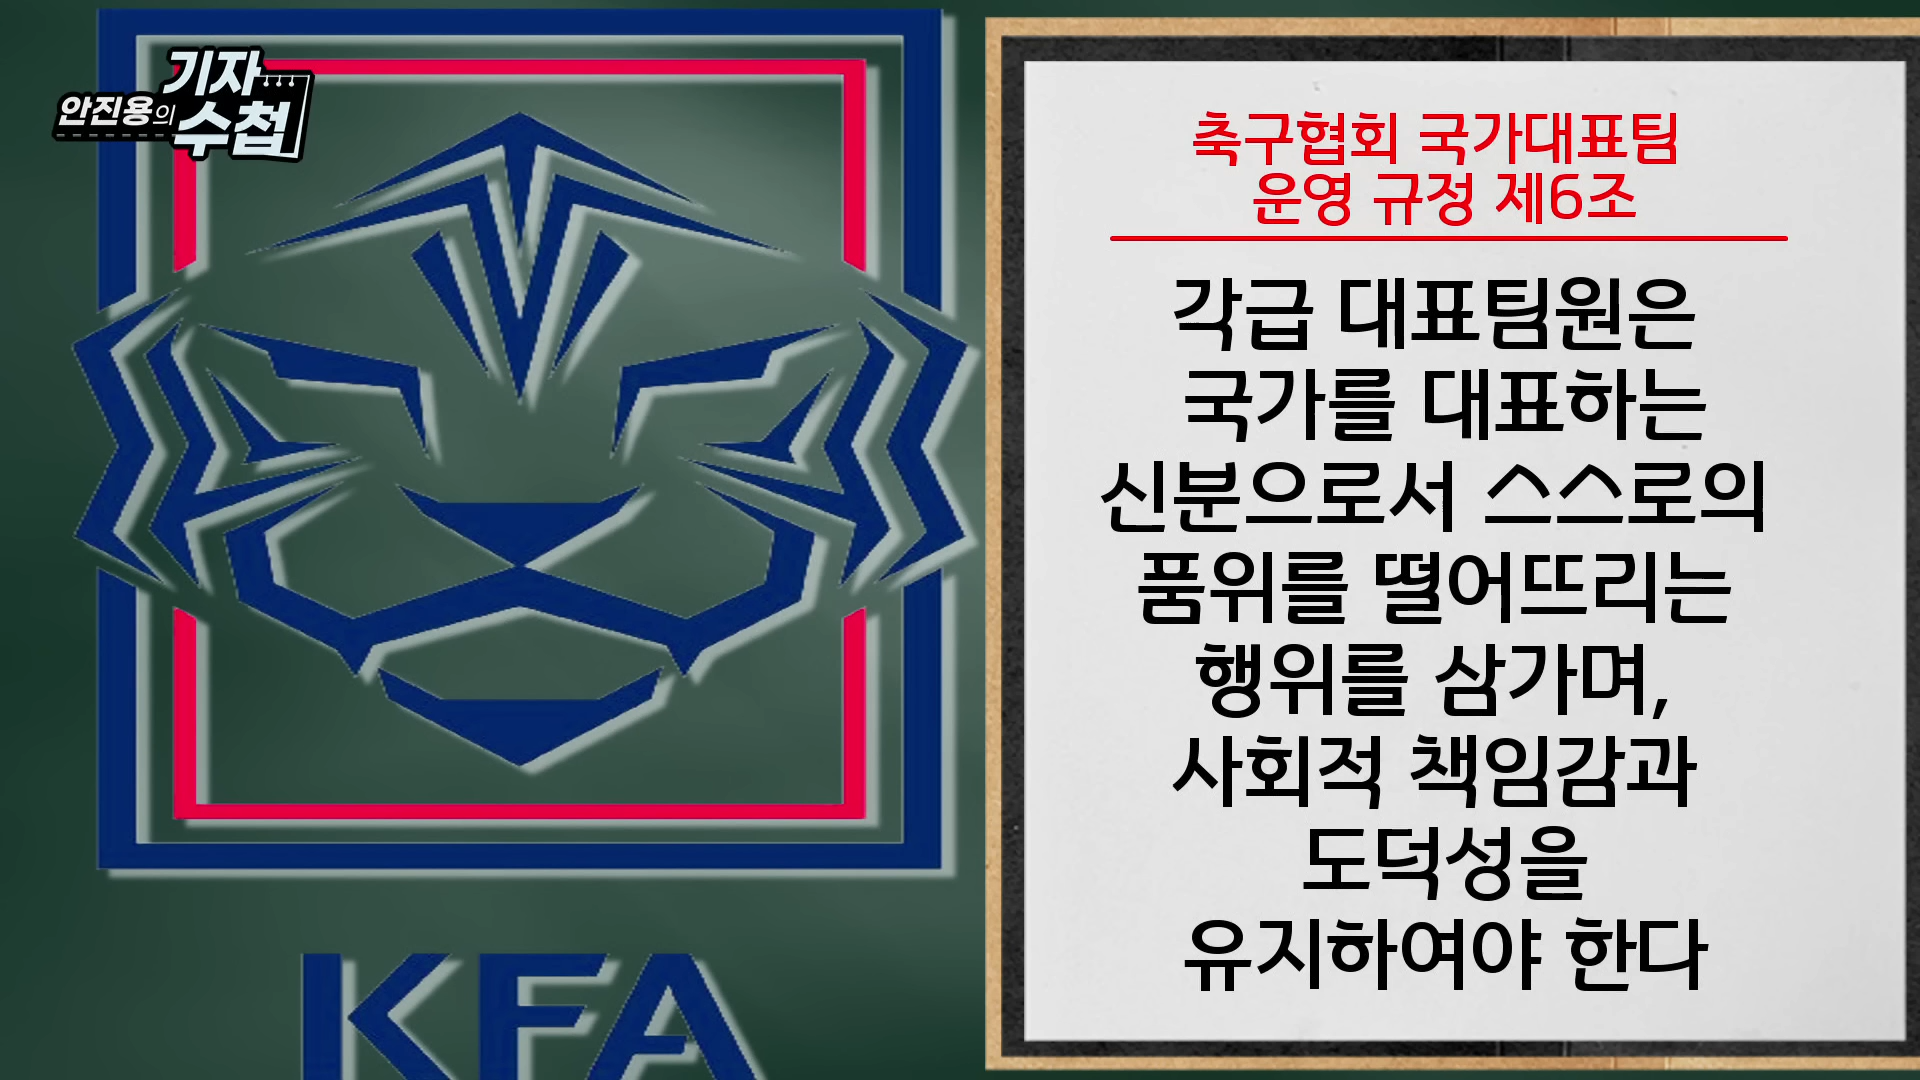 안진용의
기자
수첩
축구협회 국가대표팀
운영 규정 제6조
각급 대표팀원은
국가를 대표하는
신분으로서 스스로의
품위를 떨어뜨리는
행위를 삼가며,
사회적 책임감과
도덕성을
유지하여야 한다
KFA